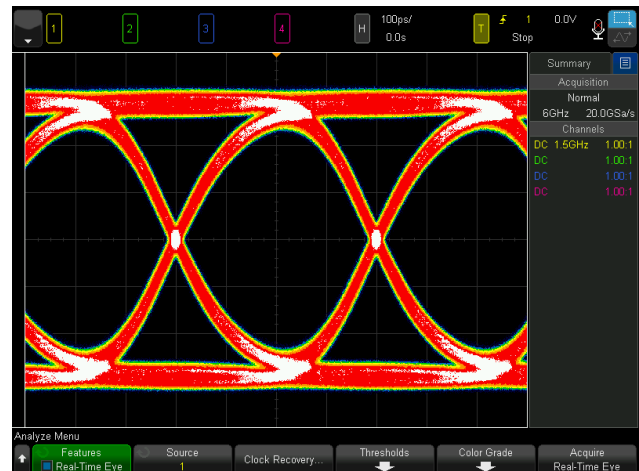 1
2
3
4
H
100ps/
0.0s
T
1
0.0V
Stop
Summary
Acquisition
Normal
6GHz 20.0GSa/s
Channels
DC 1.5GHz 1.00:1
DC 1.00:1
DC 1.00:1
DC 1.00:1
Analyze Menu
Features
Real-Time Eye
Source
1
Clock Recovery...
Thresholds
Color Grade
Acquire
Real-Time Eye